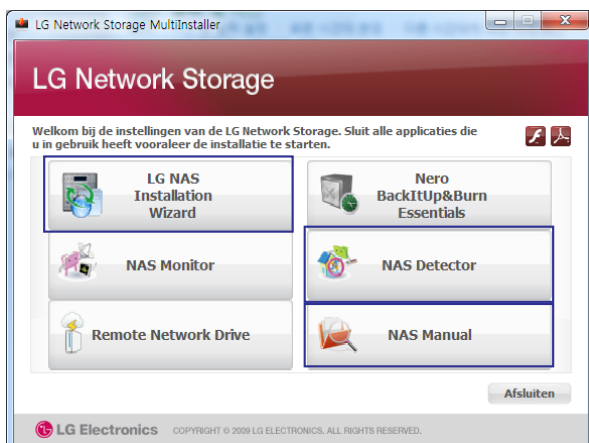 LG Network Storage MultiInstaller
LG Network Storage
Welkom bij de instellingen van de LG Network Storage. Sluit alle applicaties die
u in gebruik heeft vooraleer de installatie te starten.
LG NAS
Installation
Wizard
Nero
BackItUp&Burn
Essentials
NAS Monitor
NAS Detector
Remote Network Drive
NAS Manual
Afsluiten
LG Electronics COPYRIGHT © 2009 LG ELECTRONICS. ALL RIGHTS RESERVED.